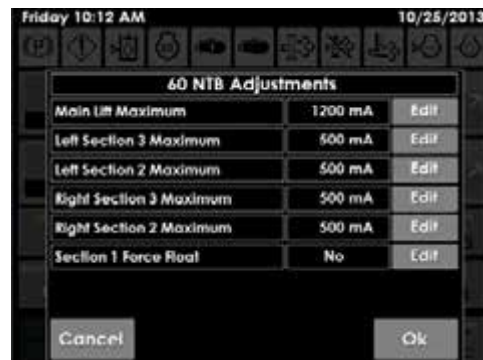 Friday 10:12 AM 10/25/2013
60 NTB Adjustments
Main Lift Maximum 1200 mA Edit
Left Section 3 Maximum 500 mA Edit
Left Section 2 Maximum 500 mA Edit
Right Section 3 Maximum 500 mA Edit
Right Section 2 Maximum 500 mA Edit
Section 1 Force Float No Edit
Cancel Ok